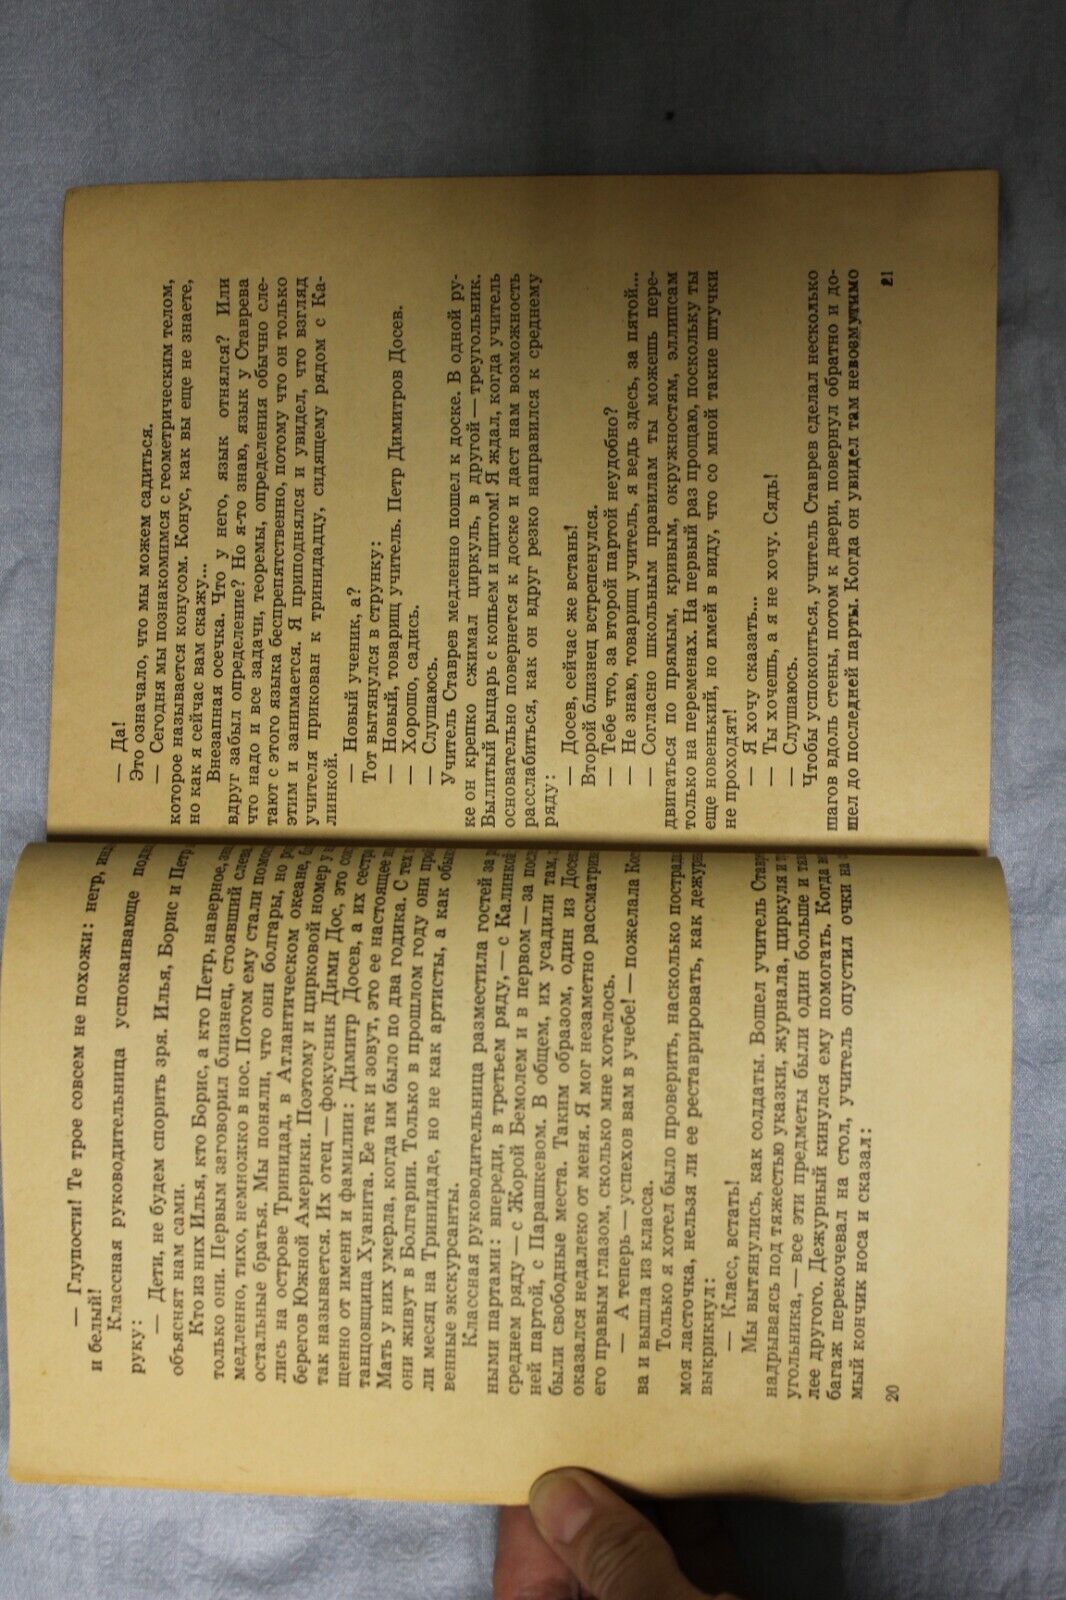 — Глупости! Те трое совсем не похожи: негр,
и белый!
Классная руководительница успокаивающе
руку:
— Дети, не будем спорить зря. Илья, Борис и Петр
объяснят нам сами.
Кто из них Илья, кто Борис, а кто Петр, наверное,
только они. Первым заговорил близнец, стоявший слева,
медленно, тихо, немножко в нос. Потом ему стали
остальные братья. Мы поняли, что они болгары, но
лись на острове Тринидад, в Атлантическом океане,
берегов Южной Америки. Поэтому и цирковой номер у
так называется. Их отец — фокусник Дими Дос, это
щенно от имени и фамилии: Димитр Досев, а их сестра
танцовщица Хуанита. Ее так и зовут, это ее настоящее
Мать у них умерла, когда им было по два годика. С тех
они живут в Болгарии. Только в прошлом году они
ли месяц на Тринидаде, но не как артисты, а как
венные экскурсанты.
Классная руководительница разместила гостей за
ными партами: впереди, в третьем ряду, — с Калинкой
среднем ряду — с Жорой Бемолем и в первом — за
ней партой, с Парашкевом. В общем, их усадили там,
были свободные места. Таким образом, один из
оказался недалеко от меня. Я мог незаметно
его правым глазом, сколько мне хотелось.
— А теперь — успехов вам в учебе! — пожелала
ва и вышла из класса.
Только я хотел было проверить, насколько
моя ласточка, нельзя ли ее реставрировать, как
выкрикнул:
— Класс, встать!
Мы вытянулись, как солдаты. Вошел учитель
надрываясь под тяжестью указки, журнала, циркуля и
угольника, — все эти предметы были один больше и
лее другого. Дежурный кинулся ему помогать. Когда
багаж перекочевал на стол, учитель опустил очки на
мый кончик носа и сказал:
20
— Да!
Это означало, что мы можем садиться.
— Сегодня мы познакомимся с геометрическим телом,
которое называется конусом. Конус, как вы еще не знаете,
но как я сейчас вам скажу...
Внезапная осечка. Что у него, язык отнялся? Или
вдруг забыл определение? Но я-то знаю, язык у Ставрева
что надо и все задачи, теоремы, определения обычно сле-
тают с этого языка беспрепятственно, потому что он только
этим и занимается. Я приподнялся и увидел, что взгляд
учителя прикован к тринидадцу, сидящему рядом с Ка-
линкой.
— Новый ученик, а?
Тот вытянулся в струнку:
— Новый, товарищ учитель. Петр Димитров Досев.
— Хорошо, садись.
— Слушаюсь.
Учитель Ставрев медленно пошел к доске. В одной ру-
ке он крепко сжимал циркуль, в другой — треугольник.
Вылитый рыцарь с копьем и щитом! Я ждал, когда учитель
основательно повернется к доске и даст нам возможность
расслабиться, как он вдруг резко направился к среднему
ряду:
— Досев, сейчас же встань!
Второй близнец встрепенулся.
— Тебе что, за второй партой неудобно?
— Не знаю, товарищ учитель, я ведь здесь, за пятой...
— Согласно школьным правилам ты можешь пере-
двигаться по прямым, кривым, окружностям, эллипсам
только на переменах. На первый раз прощаю, поскольку ты
еще новенький, но имей в виду, что со мной такие штучки
не проходят!
— Я хочу сказать...
— Ты хочешь, а я не хочу. Сядь!
— Слушаюсь.
Чтобы успокоиться, учитель Ставрев сделал несколько
шагов вдоль стены, потом к двери, повернул обратно и до-
шел до последней парты. Когда он увидел там невозмутимо
21